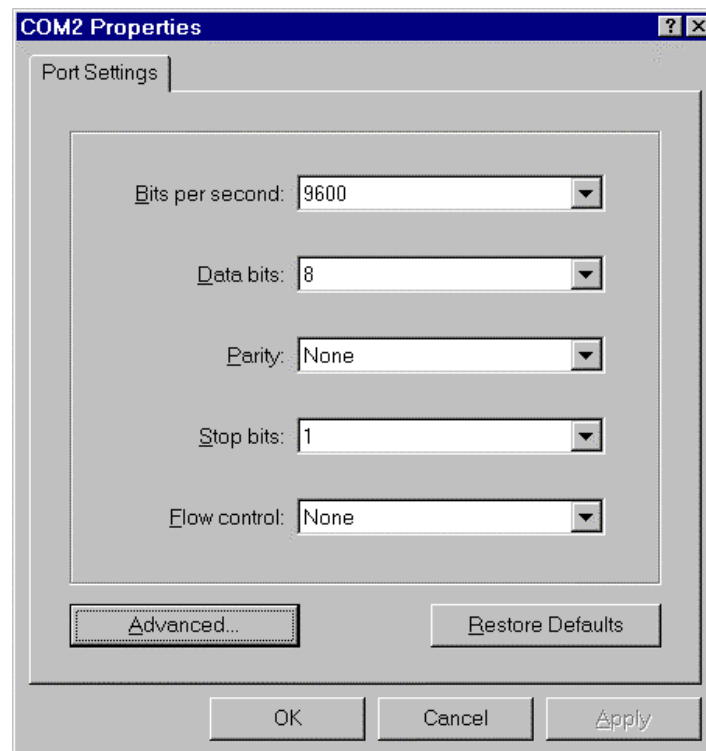 COM2 Properties
Port Settings
Bits per second: 9600
Data bits: 8
Parity: None
Stop bits: 1
Flow control: None
Advanced... Restore Defaults
OK Cancel Apply